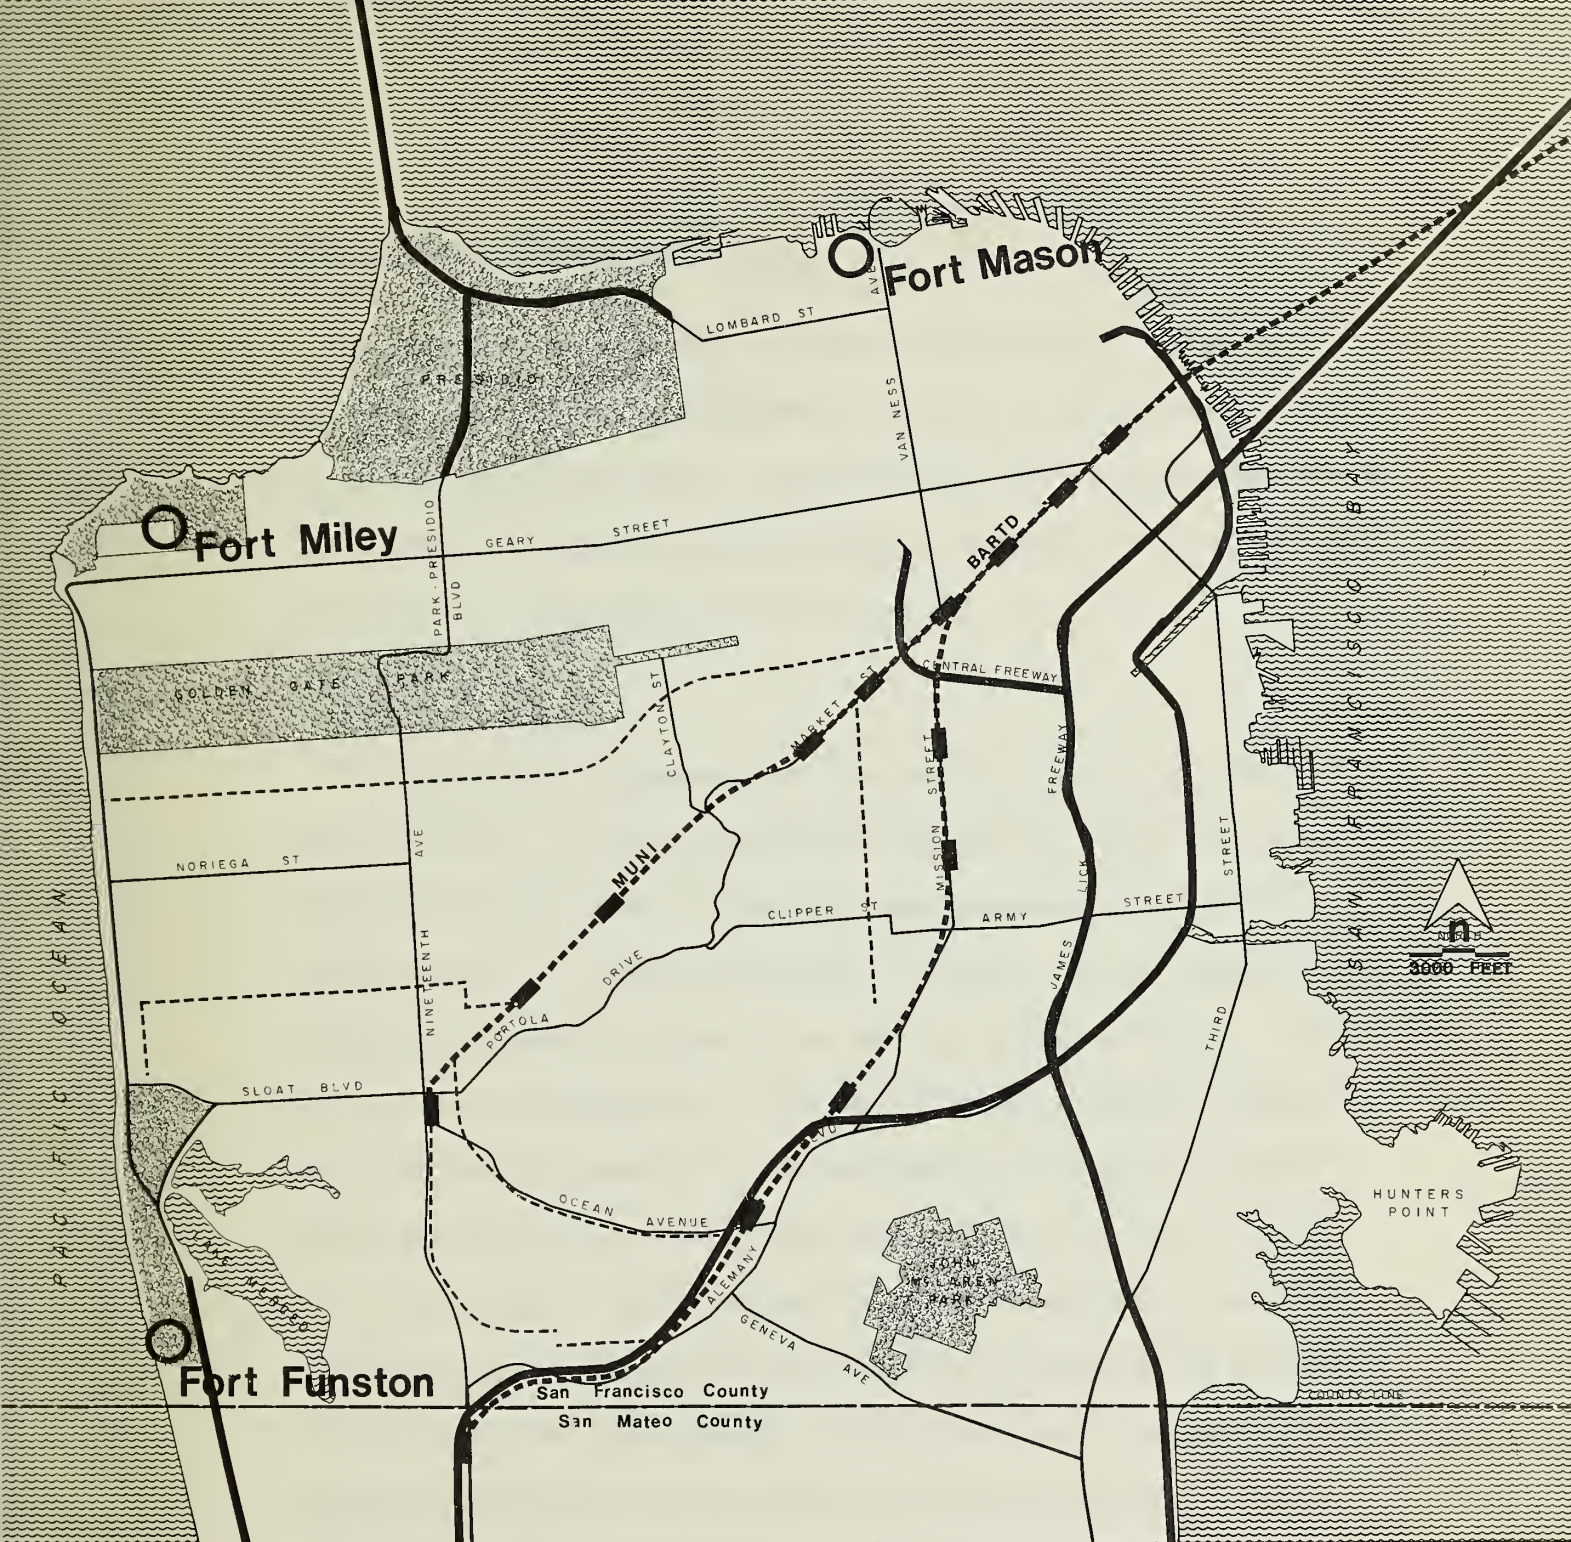 Fort Mason
AVE
LOMBARD ST
PRESIDIO
VAN NESS
SAN FRANCISCO BAY
Fort Miley
GEARY STREET
PARK-PRESIDIO
BLVD
BARTD
GOLDEN GATE PARK
CENTRAL FREEWAY
MARKET ST
CLAYTON ST
STREET
FREEWAY
MUNI
AVE
NORIEGA ST
MISSION
LICK
STREET
CLIPPER ST
ARMY STREET
NORTH
n
3000 FEET
PACIFIC OCEAN
NINETEENTH
DRIVE
PORTOLA
JAMES
THIRD
SLOAT BLVD
BLVD
OCEAN AVENUE
HUNTERS
POINT
LAKE MERCED
ALEMANY
JOHN
McLAREN
PARK
GENEVA AVE
Fort Funston
San Francisco County
COUNTY LINE
San Mateo County